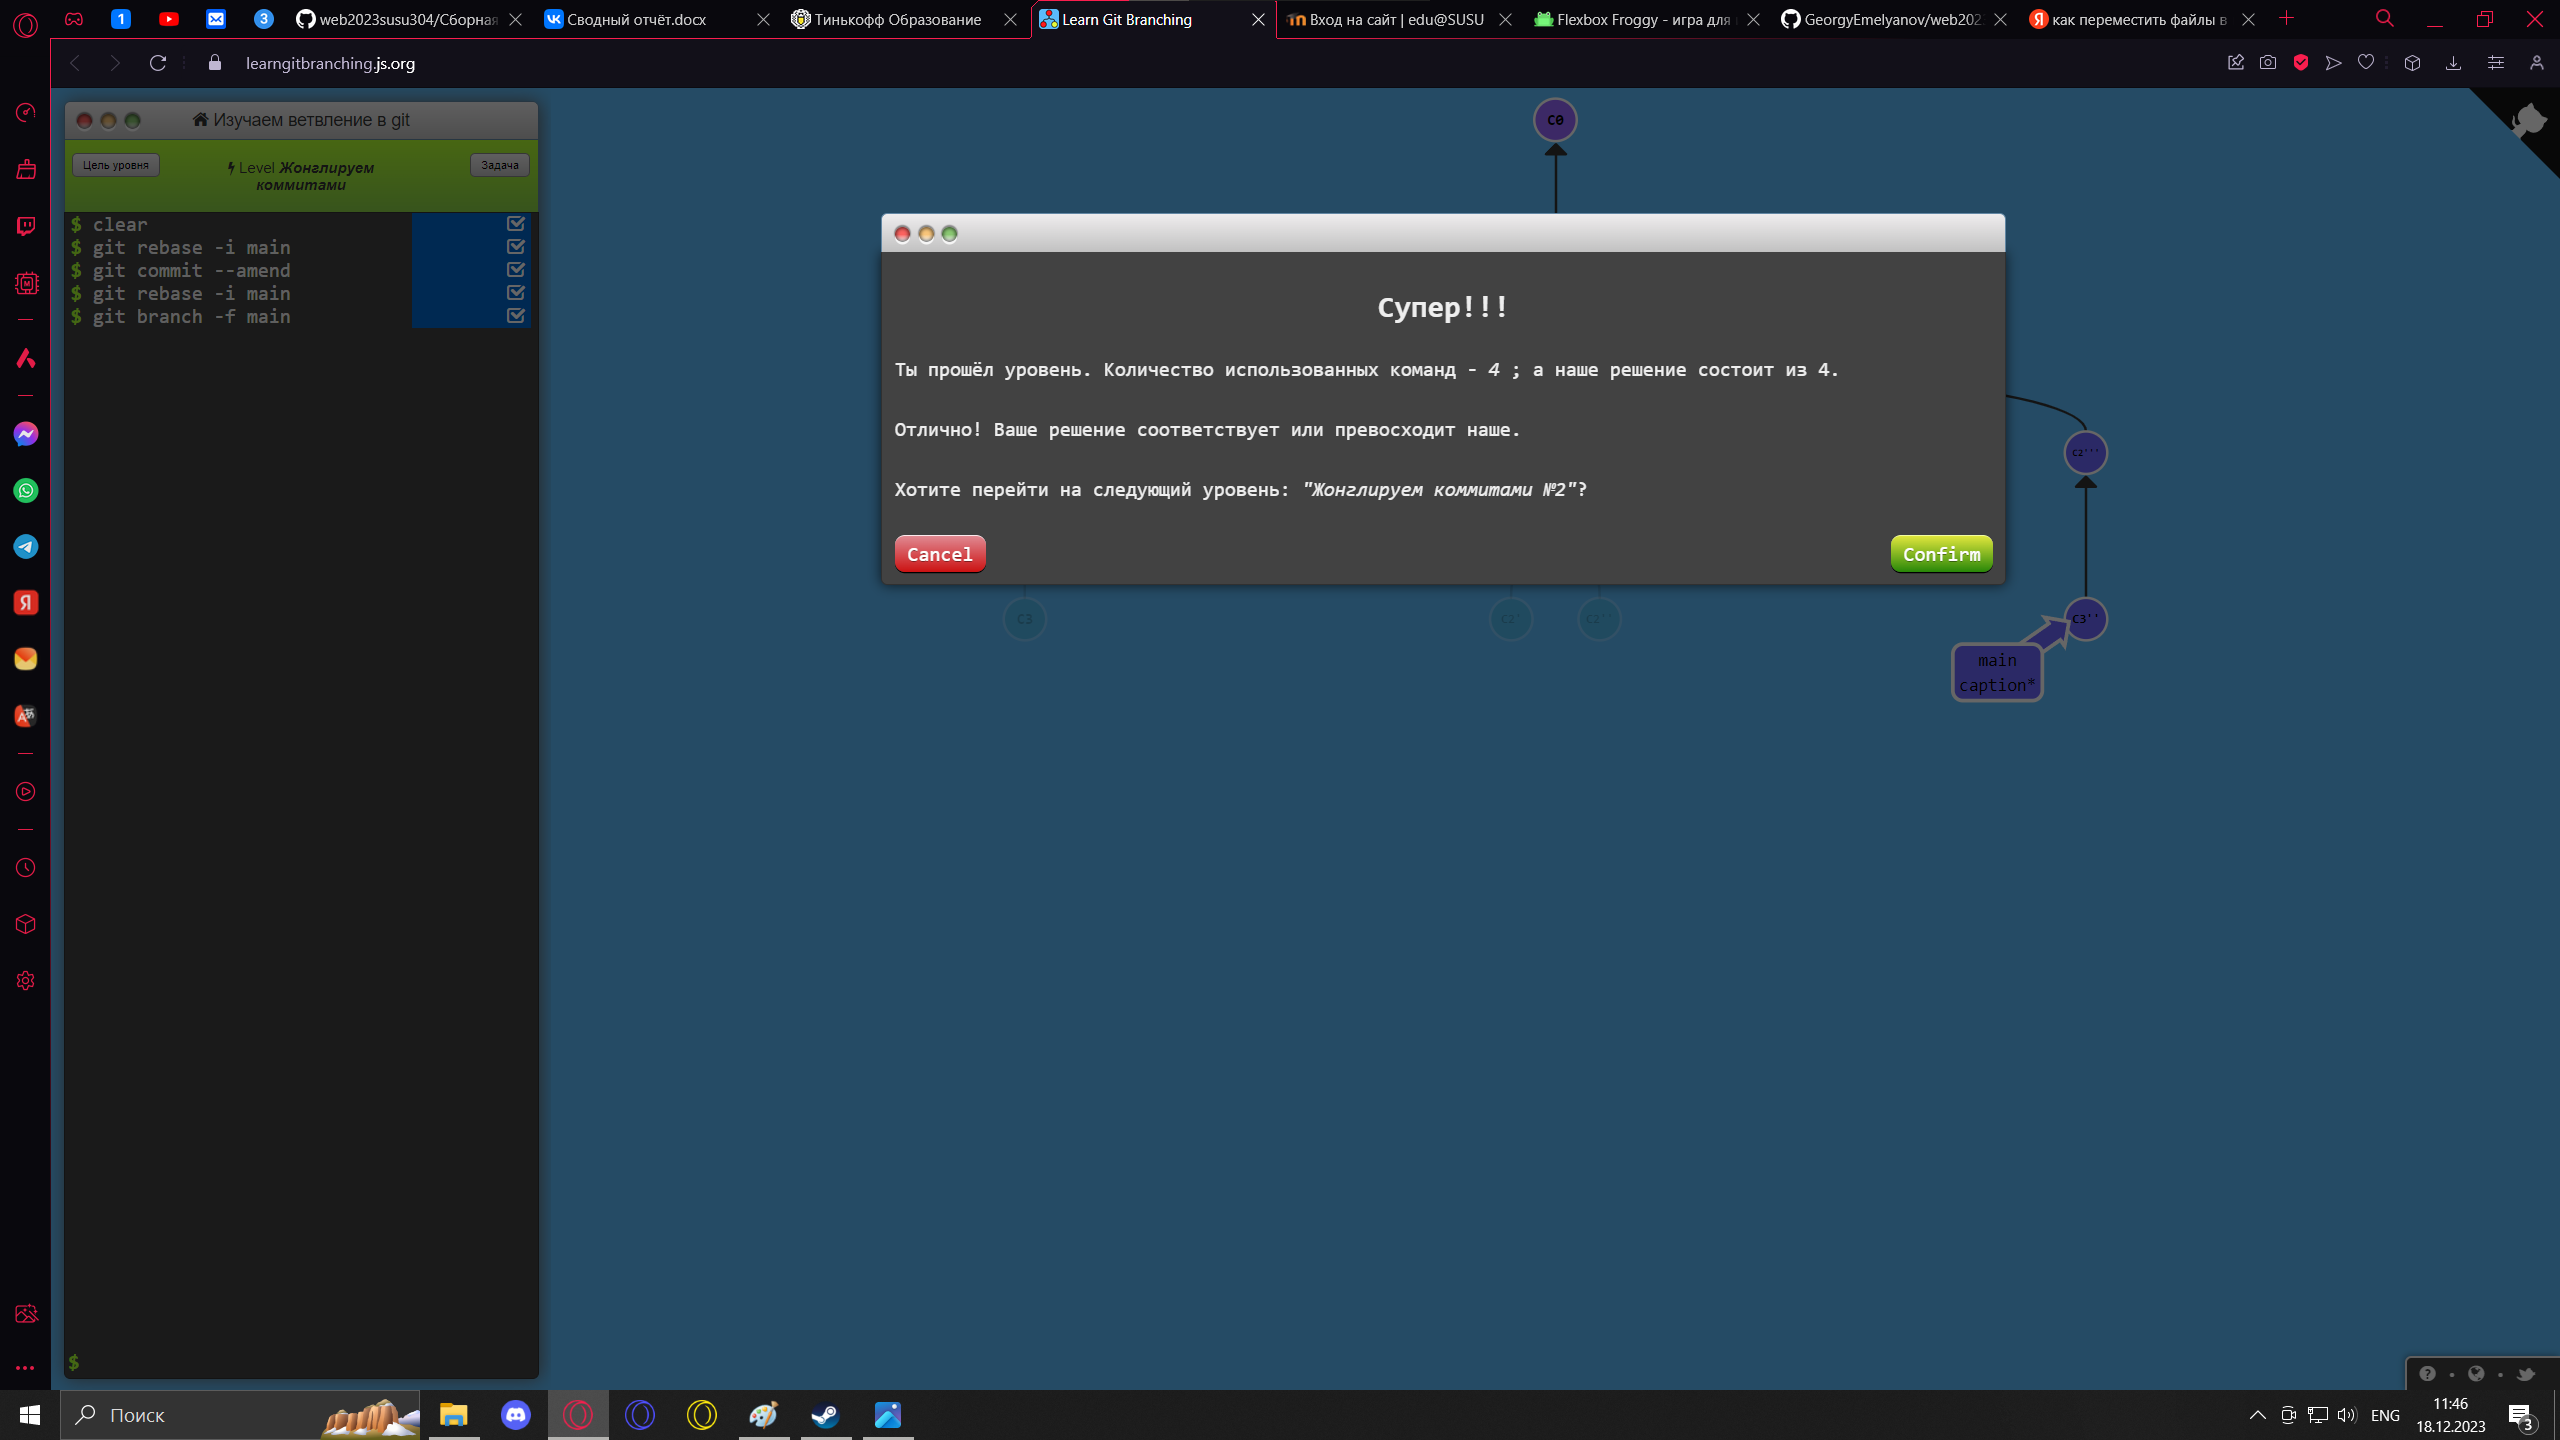 1
3
web2023susu304/Сборная
Сводный отчёт.docx
Тинькофф Образование
Learn Git Branching
Вход на сайт | edu@SUSU
Flexbox Froggy - игра для
GeorgyEmelyanov/web202
как переместить файлы в
learngitbranching.js.org
Изучаем ветвление в git
Цель уровня
Level Жонглируем
коммитами
Задача
$ clear
$ git rebase -i main
$ git commit --amend
$ git rebase -i main
$ git branch -f main
C0
Супер!!!
Ты прошёл уровень. Количество использованных команд - 4 ; а наше решение состоит из 4.
Отлично! Ваше решение соответствует или превосходит наше.
Хотите перейти на следующий уровень: "Жонглируем коммитами №2"?
Cancel
Confirm
C2'''
C3
C2'
C2''
C3''
main
caption*
$
Поиск
ENG
11:46
18.12.2023
3